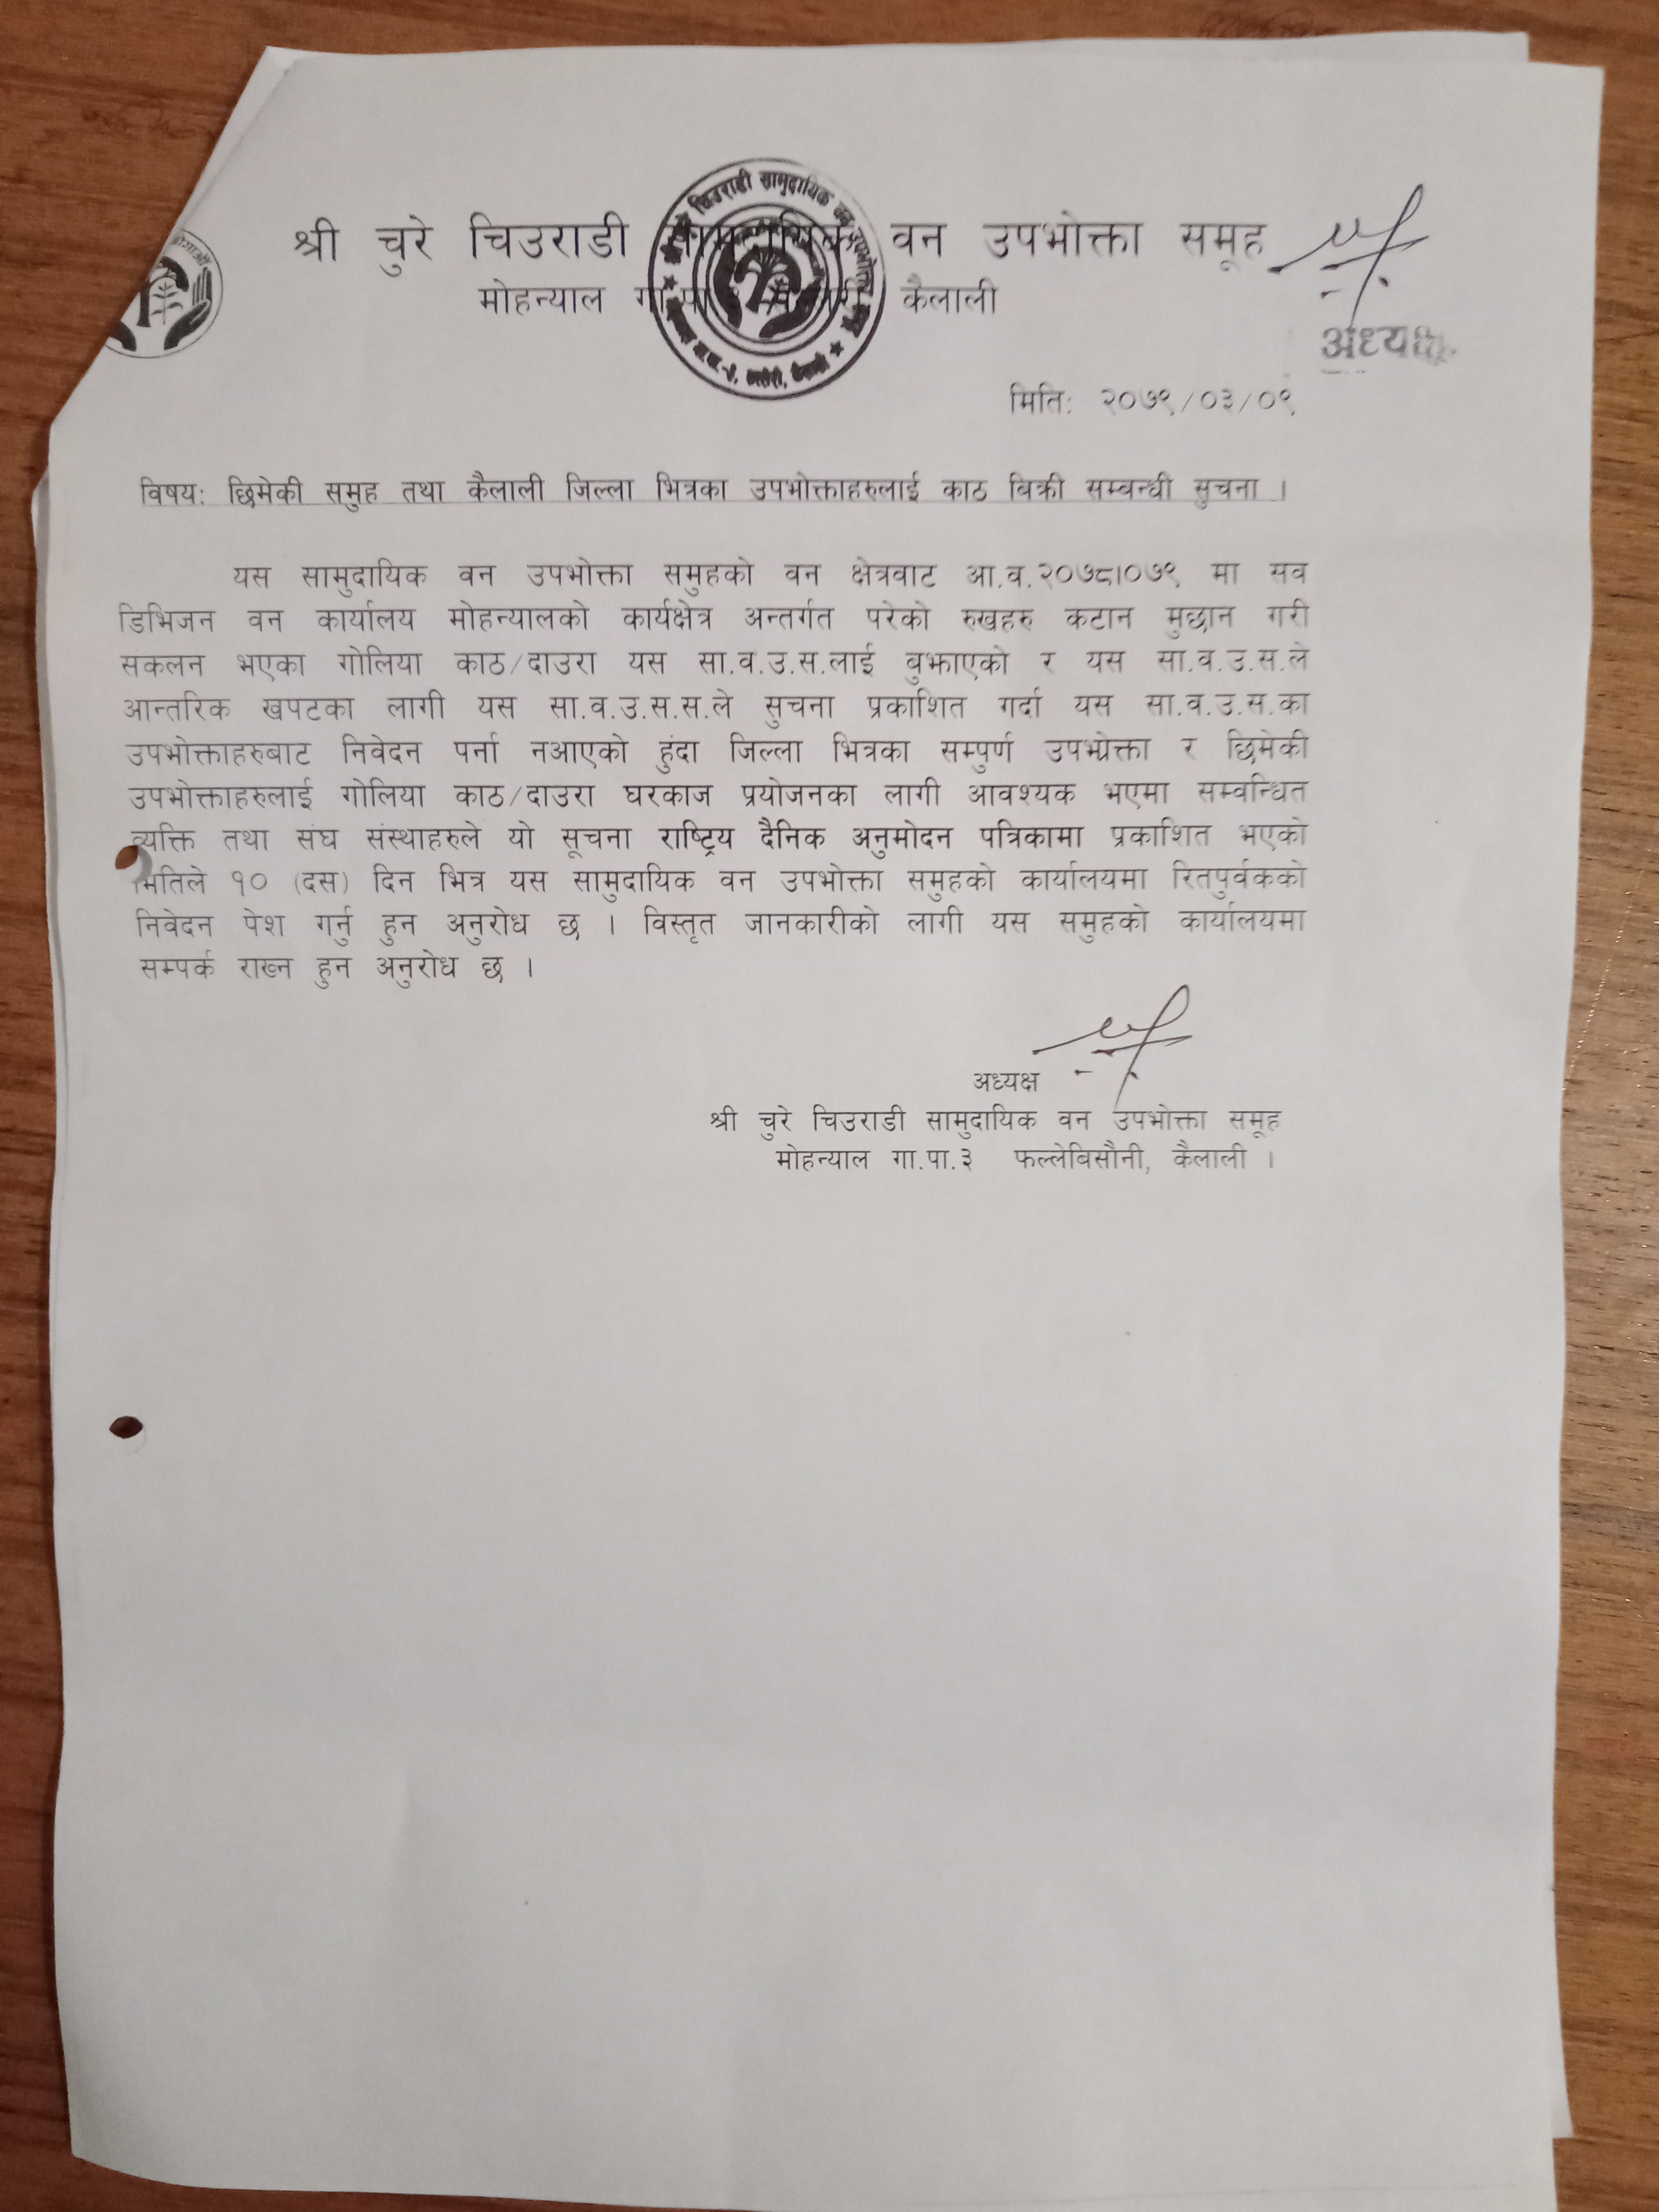 श्री चुरे चिउराडी सामुदायिक वन उपभोक्ता समूह
मोहन्याल गा.पा. कैलाली
अध्यक्ष
मितिः २०७९/०३/०९
विषयः छिमेकी समुह तथा कैलाली जिल्ला भित्रका उपभोक्ताहरुलाई काठ बिक्री सम्बन्धी सुचना ।
यस सामुदायिक वन उपभोक्ता समुहको वन क्षेत्रवाट आ.व.२०७८।०७९ मा सव
डिभिजन वन कार्यालय मोहन्यालको कार्यक्षेत्र अन्तर्गत परेको रुखहरु कटान मुछान गरी
संकलन भएका गोलिया काठ/दाउरा यस सा.व.उ.स.लाई बुझाएको र यस सा.व.उ.स.ले
आन्तरिक खपटका लागी यस सा.व.उ.स.स.ले सुचना प्रकाशित गर्दा यस सा.व.उ.स.का
उपभोक्ताहरुबाट निवेदन पर्ना नआएको हुंदा जिल्ला भित्रका सम्पुर्ण उपभोक्ता र छिमेकी
उपभोक्ताहरुलाई गोलिया काठ/दाउरा घरकाज प्रयोजनका लागी आवश्यक भएमा सम्वन्धित
व्यक्ति तथा संघ संस्थाहरुले यो सूचना राष्ट्रिय दैनिक अनुमोदन पत्रिकामा प्रकाशित भएको
मितिले १० (दस) दिन भित्र यस सामुदायिक वन उपभोक्ता समुहको कार्यालयमा रितपुर्वकको
निवेदन पेश गर्नु हुन अनुरोध छ । विस्तृत जानकारीको लागी यस समुहको कार्यालयमा
सम्पर्क राख्न हुन अनुरोध छ ।
अध्यक्ष
श्री चुरे चिउराडी सामुदायिक वन उपभोक्ता समूह
मोहन्याल गा.पा.३ फल्लेबिसौनी, कैलाली ।